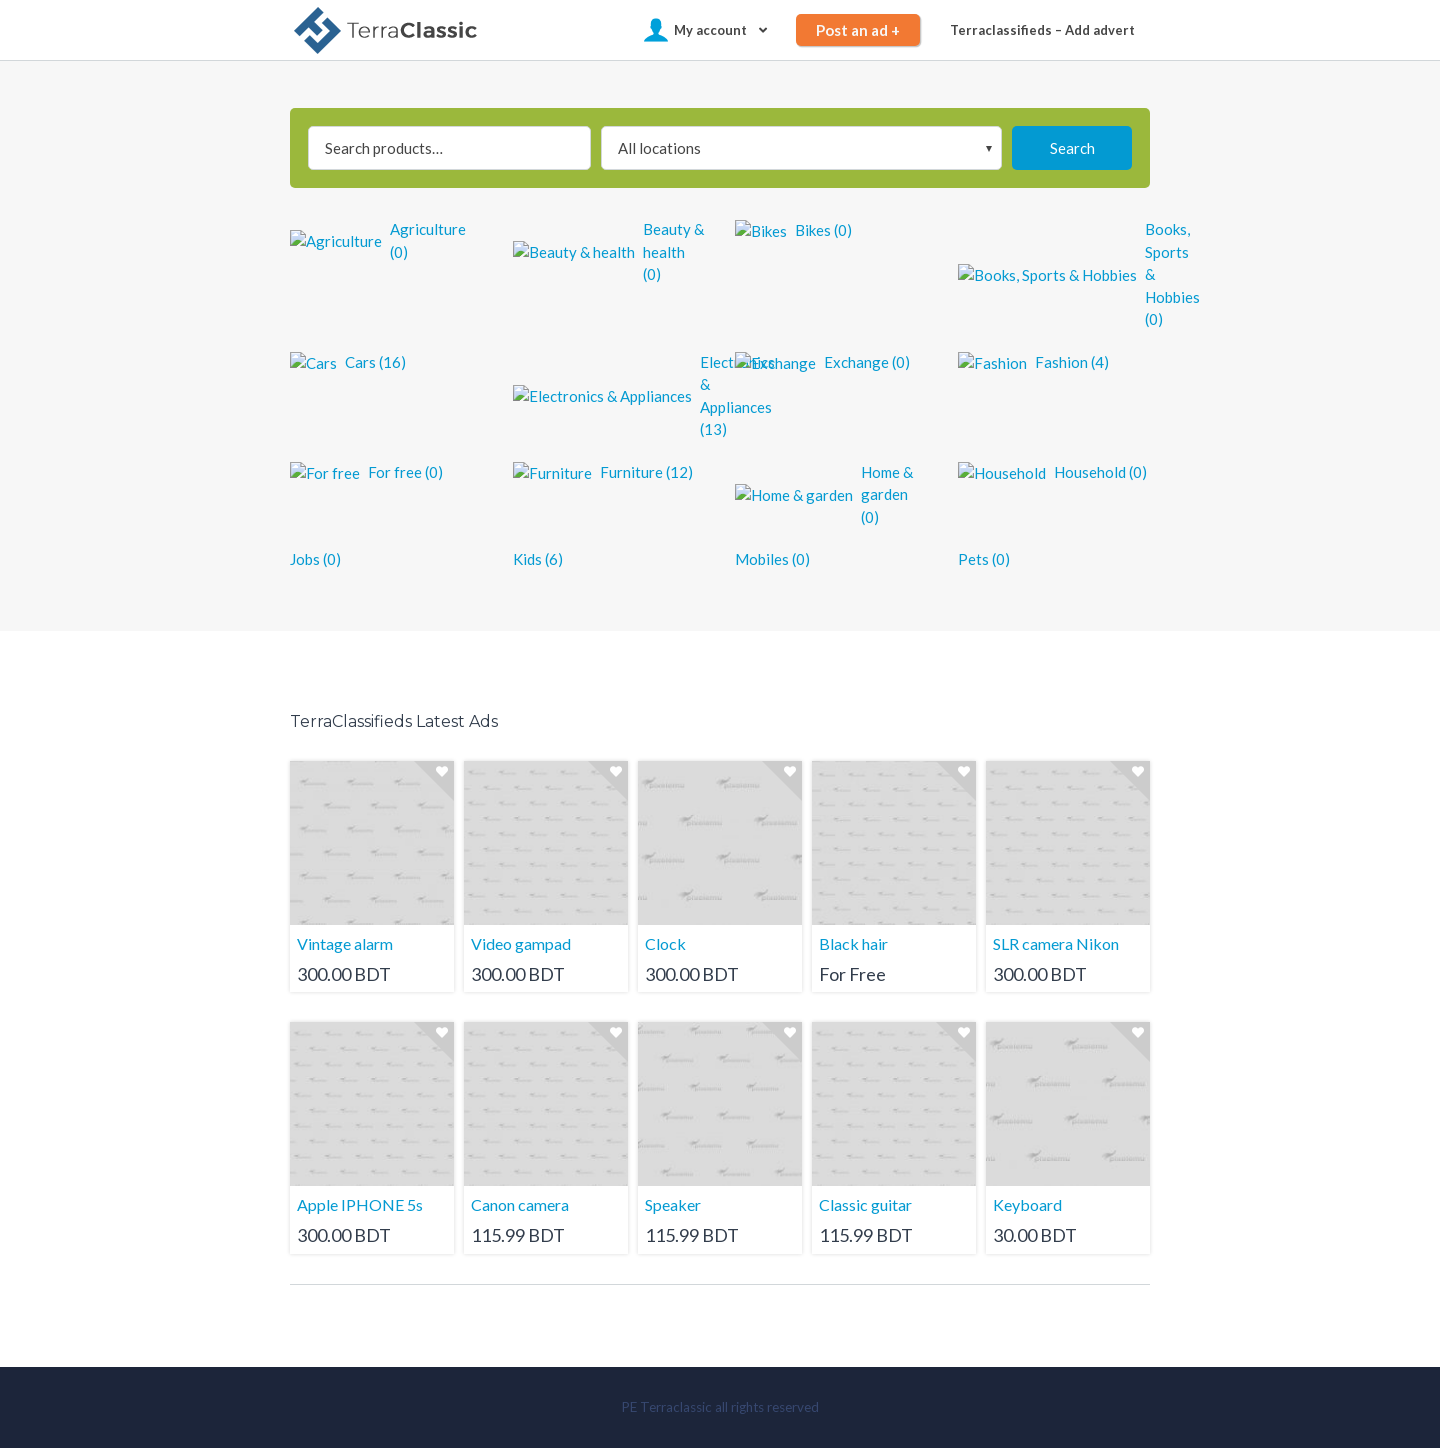 TerraClassic
My account
Post an ad +
Terraclassifieds – Add advert
Search products…
All locations
Search
Agriculture
Agriculture
(0)
Beauty & health
Beauty &
health
(0)
Bikes
Bikes (0)
Books, Sports & Hobbies
Books,
Sports
&
Hobbies
(0)
Cars
Cars (16)
Electronics & Appliances
Electronics
&
Appliances
(13)
Exchange
Exchange (0)
Fashion
Fashion (4)
For free
For free (0)
Furniture
Furniture (12)
Home & garden
Home &
garden
(0)
Household
Household (0)
Jobs (0)
Kids (6)
Mobiles (0)
Pets (0)
TerraClassifieds Latest Ads
Vintage alarm
300.00 BDT
Video gampad
300.00 BDT
Clock
300.00 BDT
Black hair
For Free
SLR camera Nikon
300.00 BDT
Apple IPHONE 5s
300.00 BDT
Canon camera
115.99 BDT
Speaker
115.99 BDT
Classic guitar
115.99 BDT
Keyboard
30.00 BDT
PE Terraclassic all rights reserved